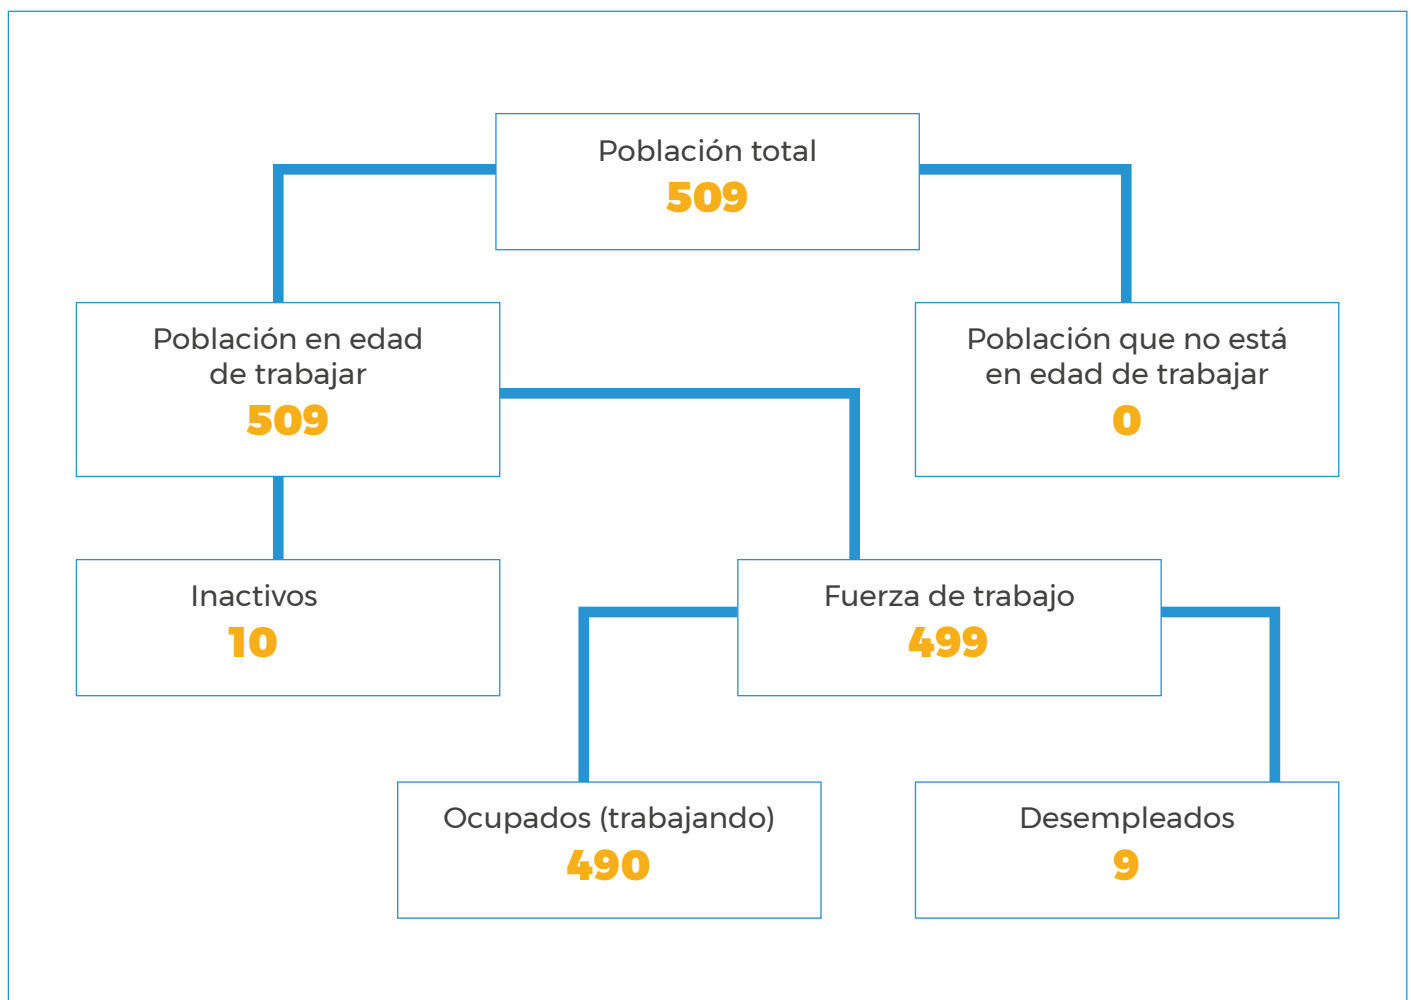 Población total
509
Población en edad
de trabajar
509
Población que no está
en edad de trabajar
0
Inactivos
10
Fuerza de trabajo
499
Ocupados (trabajando)
490
Desempleados
9